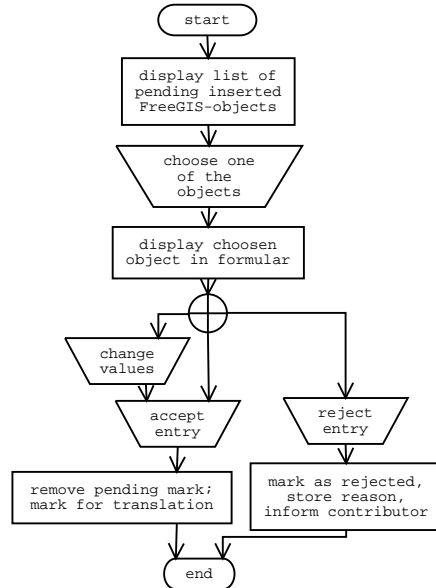 start
display list of
pending inserted
FreeGIS-objects
choose one
of the
objects
display choosen
object in formular
change
values
accept
entry
reject
entry
remove pending mark;
mark for translation
mark as rejected,
store reason,
inform contributor
end